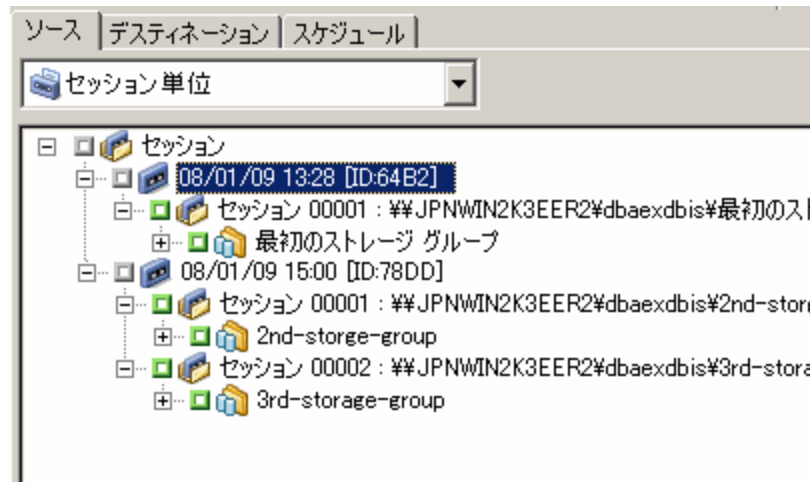 ソース デスティネーション スケジュール
セッション単位
セッション
08/01/09 13:28 [ID:64B2]
セッション 00001 : ¥¥JPNWIN2K3EER2¥dbaexdbis¥最初のスト
最初のストレージ グループ
08/01/09 15:00 [ID:78DD]
セッション 00001 : ¥¥JPNWIN2K3EER2¥dbaexdbis¥2nd-stor
2nd-storge-group
セッション 00002 : ¥¥JPNWIN2K3EER2¥dbaexdbis¥3rd-stora
3rd-storage-group